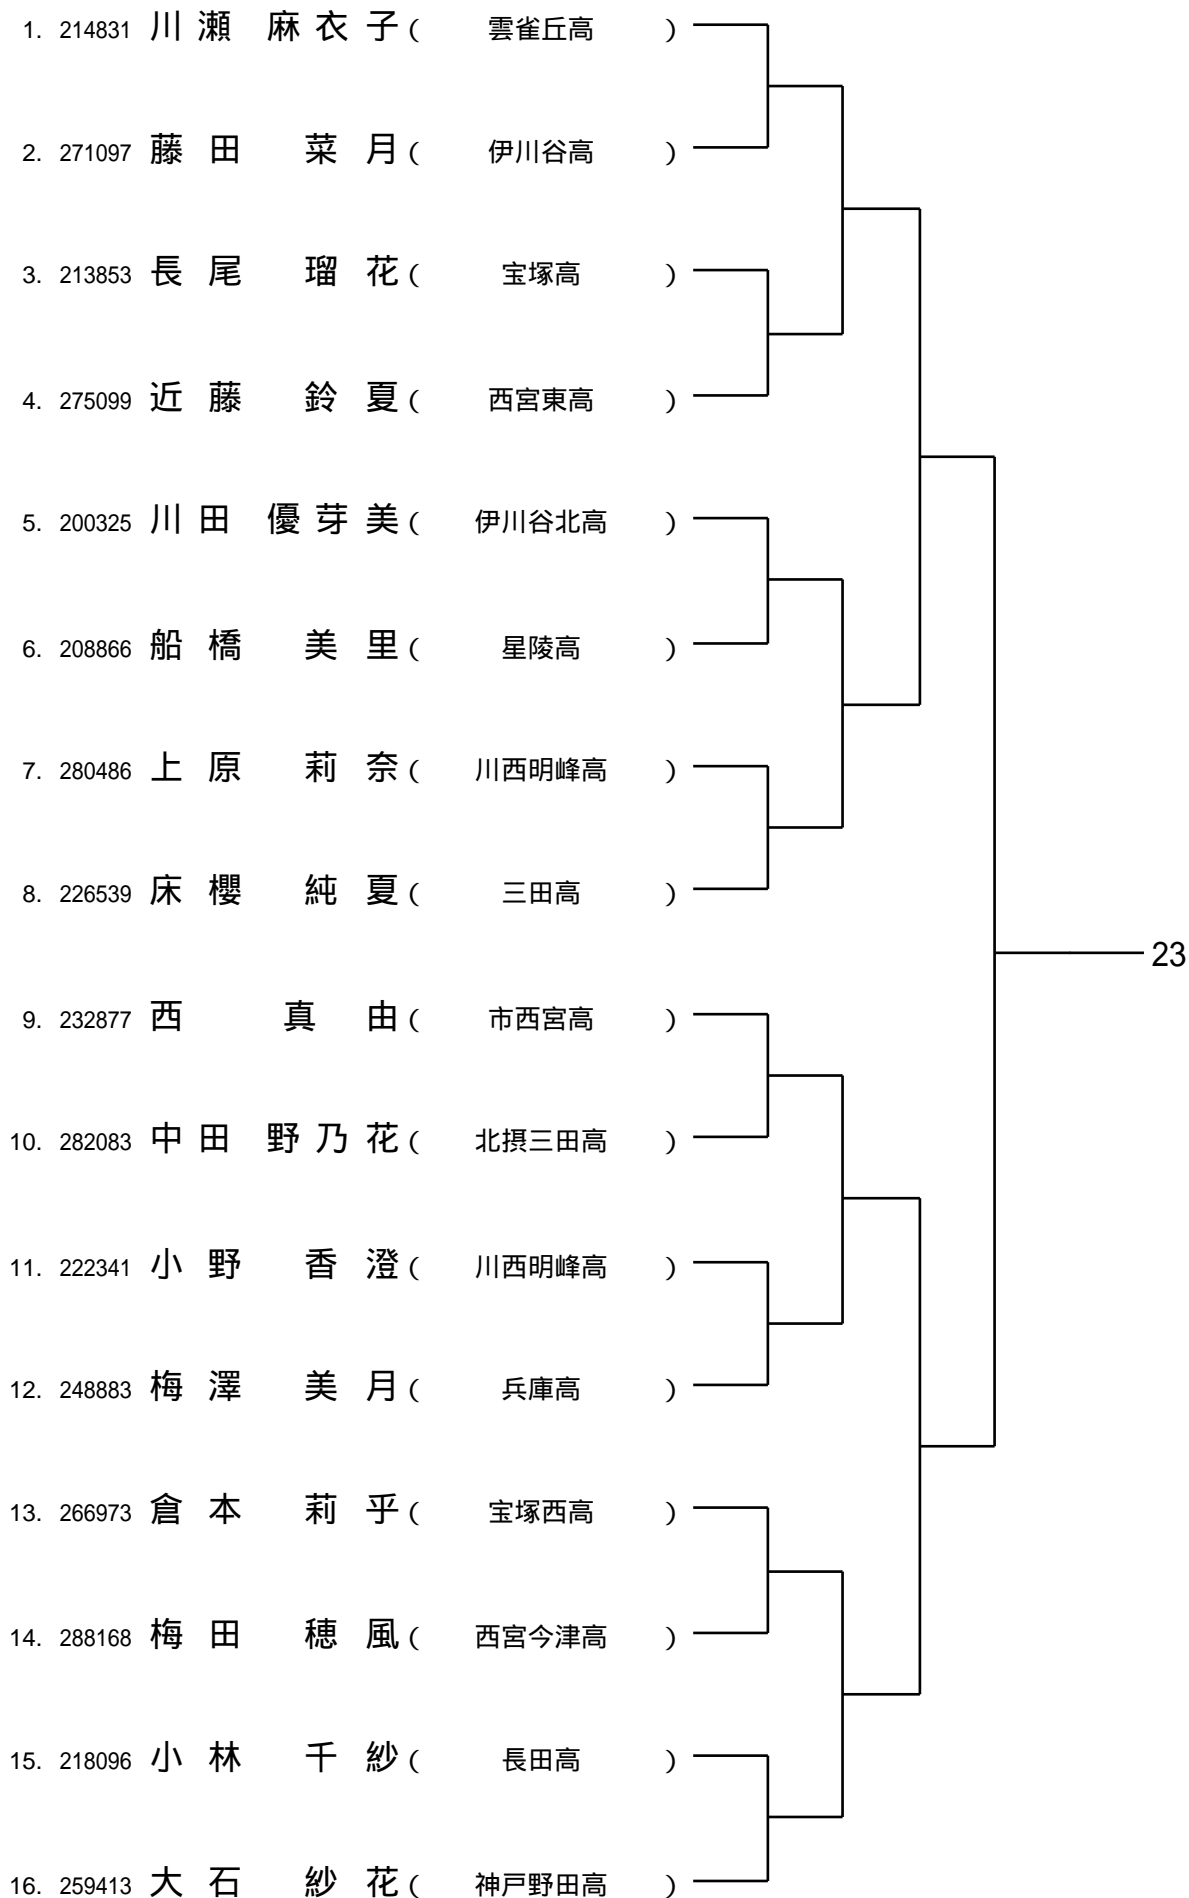 1. 214831 川瀬 麻衣子 ( 雲雀丘高 )
2. 271097 藤田 菜月 ( 伊川谷高 )
3. 213853 長尾 瑠花 ( 宝塚高 )
4. 275099 近藤 鈴夏 ( 西宮東高 )
5. 200325 川田 優芽美 ( 伊川谷北高 )
6. 208866 船橋 美里 ( 星陵高 )
7. 280486 上原 莉奈 ( 川西明峰高 )
8. 226539 床櫻 純夏 ( 三田高 )
23
9. 232877 西 真由 ( 市西宮高 )
10. 282083 中田 野乃花 ( 北摂三田高 )
11. 222341 小野 香澄 ( 川西明峰高 )
12. 248883 梅澤 美月 ( 兵庫高 )
13. 266973 倉本 莉乎 ( 宝塚西高 )
14. 288168 梅田 穂風 ( 西宮今津高 )
15. 218096 小林 千紗 ( 長田高 )
16. 259413 大石 紗花 ( 神戸野田高 )